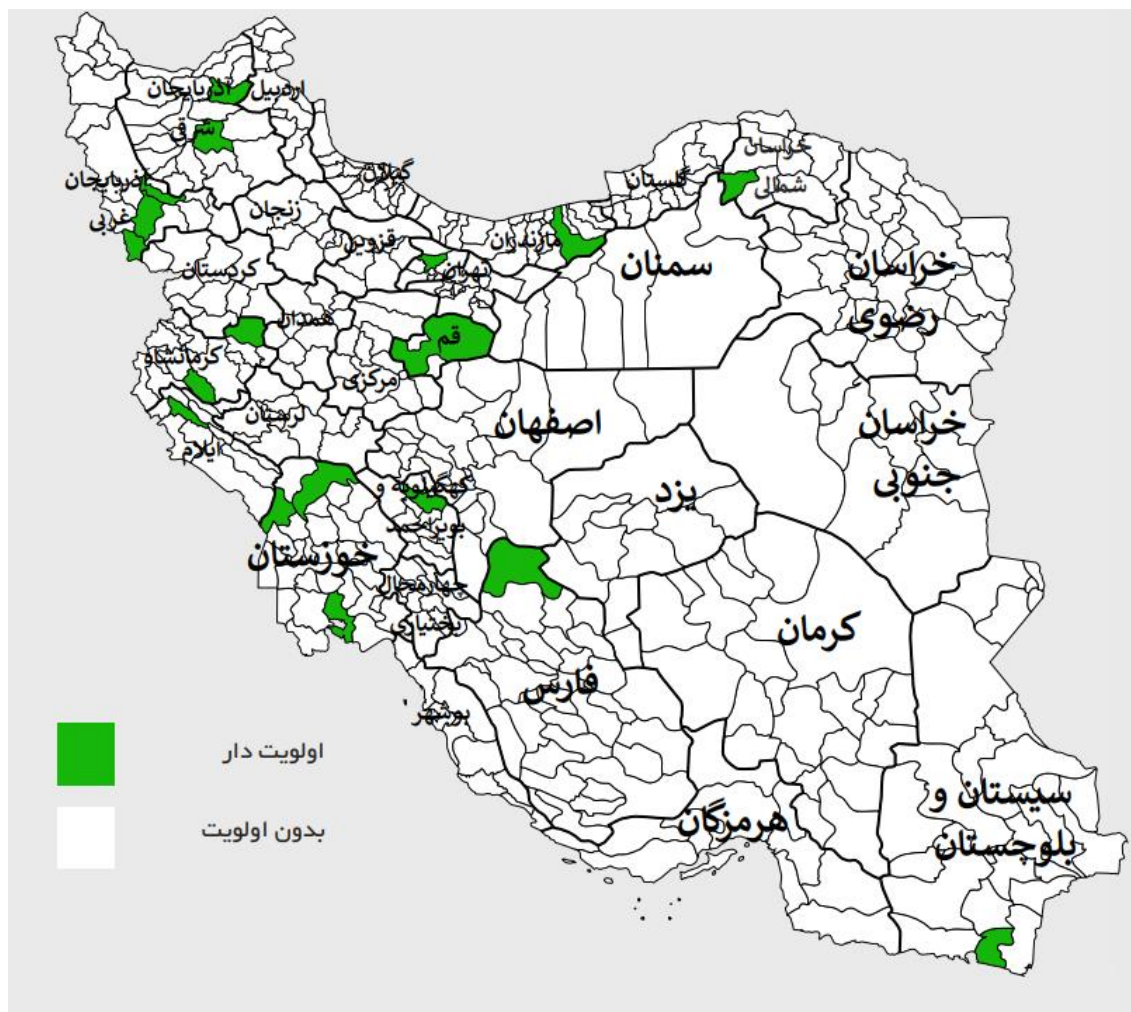 آذربایجان
شرقی
اردبیل
آذربایجان
غربی
گیلان
زنجان
قزوین
کردستان
همدان
کرمانشاه
مازندران
تهران
گلستان
خراسان
شمالی
سمنان
خراسان
رضوی
قم
مرکزی
لرستان
ایلام
اصفهان
خراسان
جنوبی
یزد
کهگیلویه و
بویراحمد
خوزستان
چهارمحال
بختیاری
کرمان
فارس
بوشهر '
سیستان و
بلوچستان
هرمزگان
اولویت دار
بدون اولویت